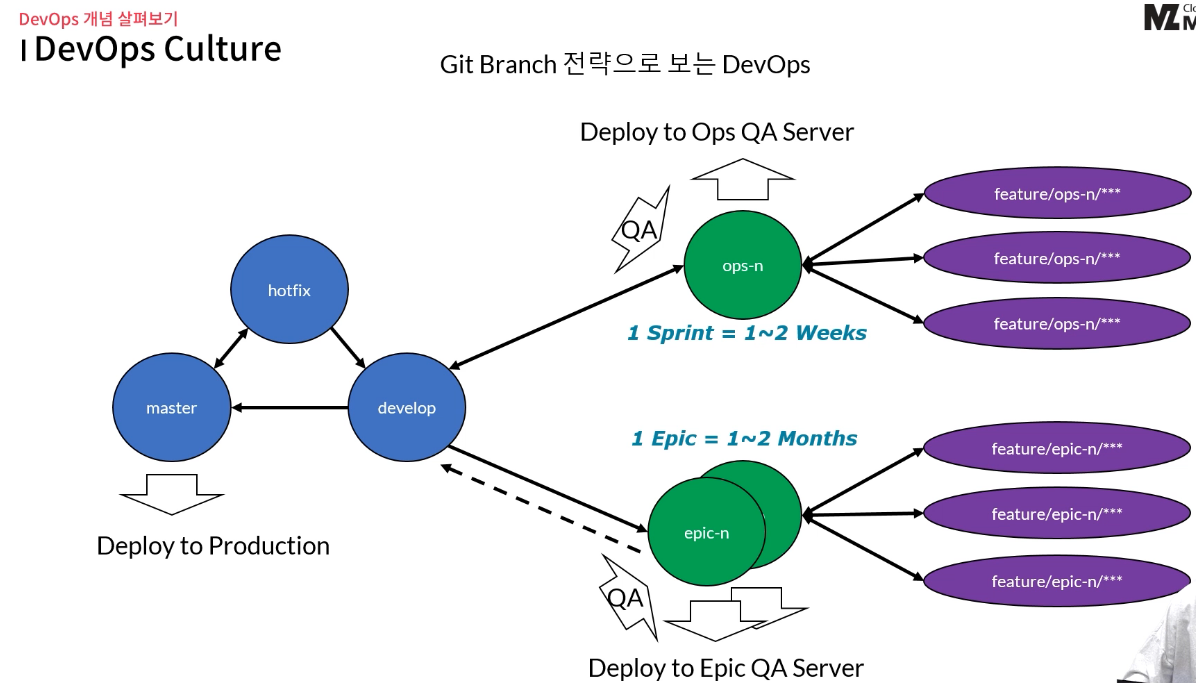 DevOps 개념 살펴보기
DevOps Culture
Git Branch 전략으로 보는 DevOps
Deploy to Ops QA Server
QA
ops-n
feature/ops-n/***
feature/ops-n/***
feature/ops-n/***
1 Sprint = 1~2 Weeks
hotfix
master
develop
Deploy to Production
1 Epic = 1~2 Months
epic-n
feature/epic-n/***
feature/epic-n/***
feature/epic-n/***
QA
Deploy to Epic QA Server